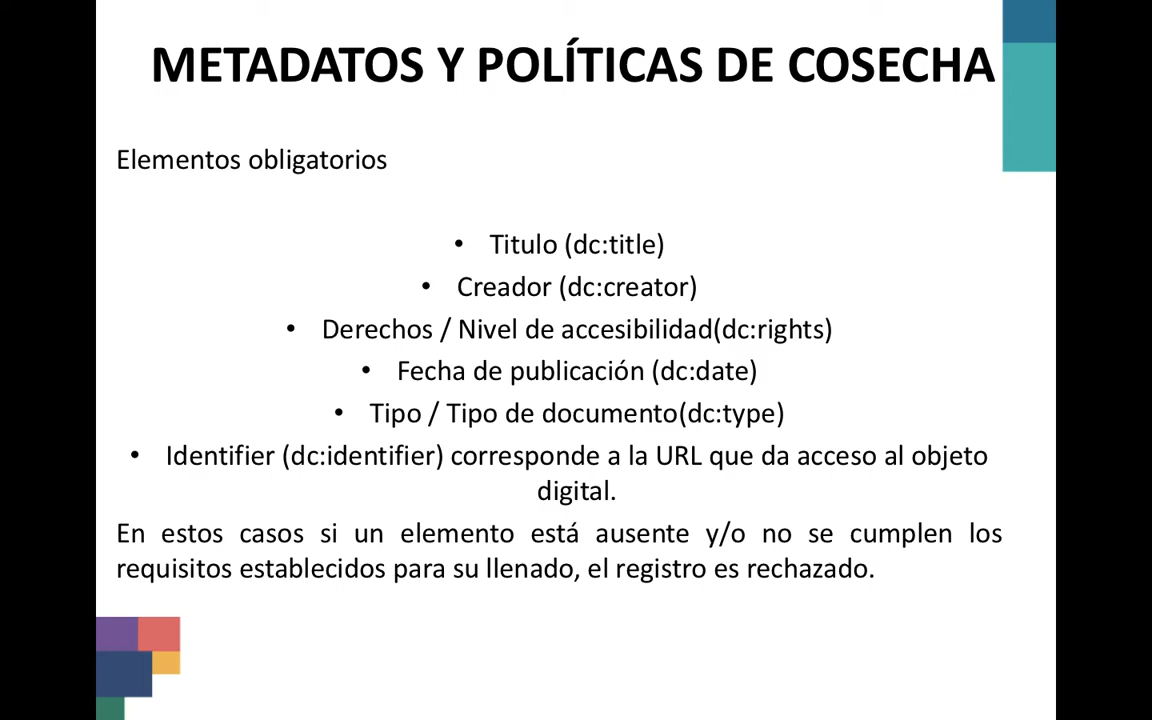 METADATOS Y POLÍTICAS DE COSECHA
Elementos obligatorios
• Titulo (dc:title)
• Creador (dc:creator)
• Derechos / Nivel de accesibilidad(dc:rights)
• Fecha de publicación (dc:date)
• Tipo / Tipo de documento(dc:type)
• Identifier (dc:identifier) corresponde a la URL que da acceso al objeto
digital.
En estos casos si un elemento está ausente y/o no se cumplen los
requisitos establecidos para su llenado, el registro es rechazado.